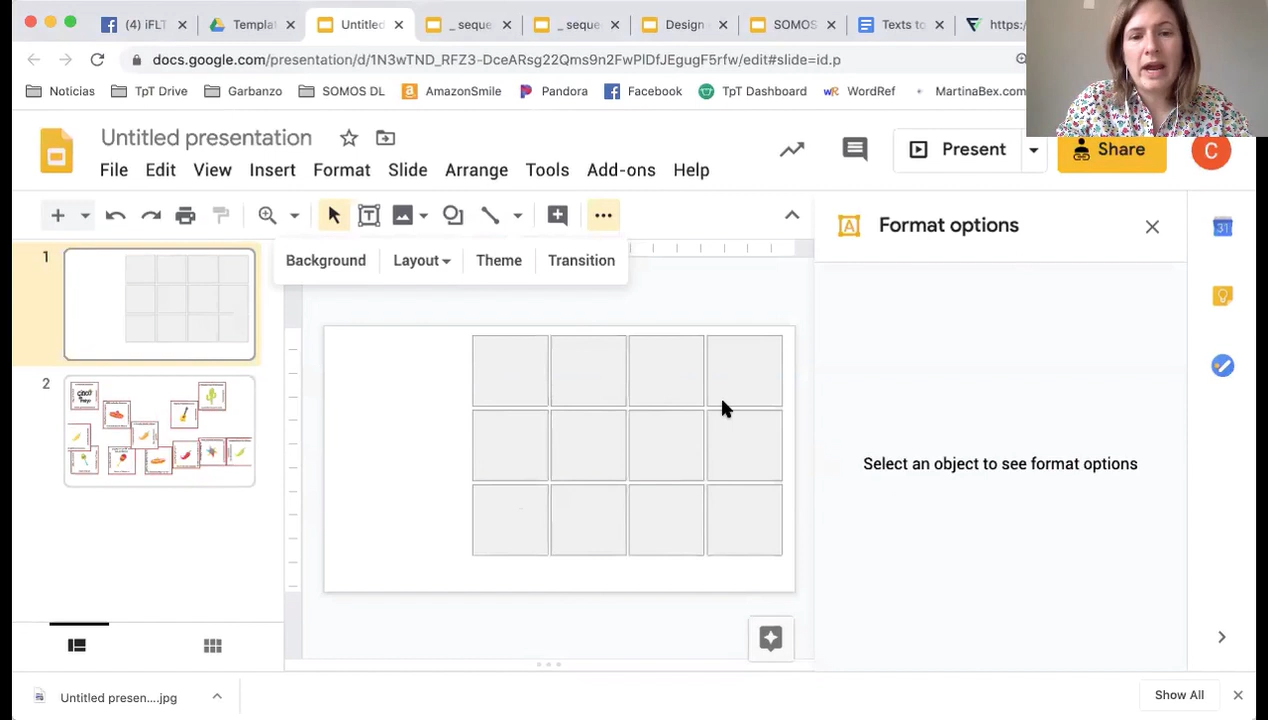 (4) iFLT
Templat
Untitled
_ seque
_ seque
Design
SOMOS
Texts to
https:
docs.google.com/presentation/d/1N3wTND_RFZ3-DceARsg22Qms9n2FwPlDfJEgugF5rfw/edit#slide=id.p
Noticias
TpT Drive
Garbanzo
SOMOS DL
AmazonSmile
Pandora
Facebook
TpT Dashboard
WordRef
MartinaBex.com
Untitled presentation
Present
Share
C
File Edit View Insert Format Slide Arrange Tools Add-ons Help
Format options
31
Background
Layout
Theme
Transition
1
2
Select an object to see format options
Untitled presen....jpg
Show All